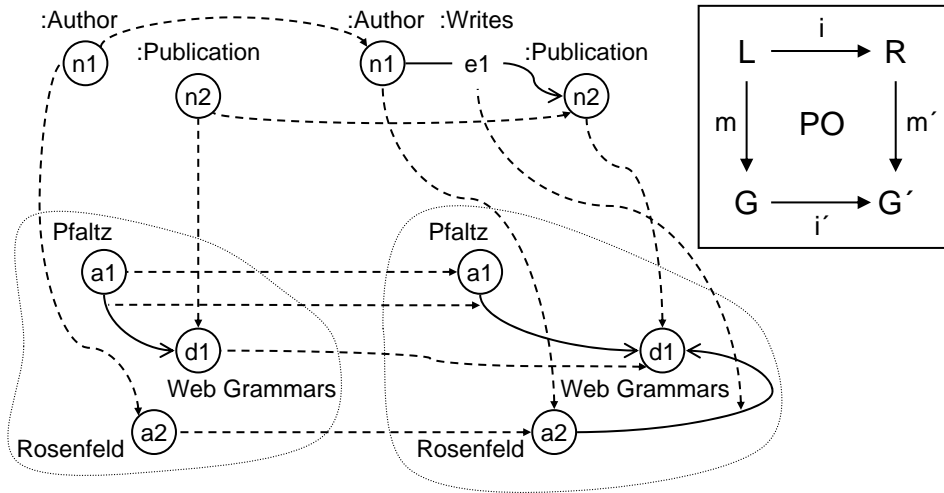 :Author :Author :Writes
:Publication :Publication
n1 n1 e1
n2 n2
Pfaltz Pfaltz
a1 a1
d1 d1
Web Grammars Web Grammars
Rosenfeld a2 Rosenfeld a2
i
L R
m PO m´
G G´
i´